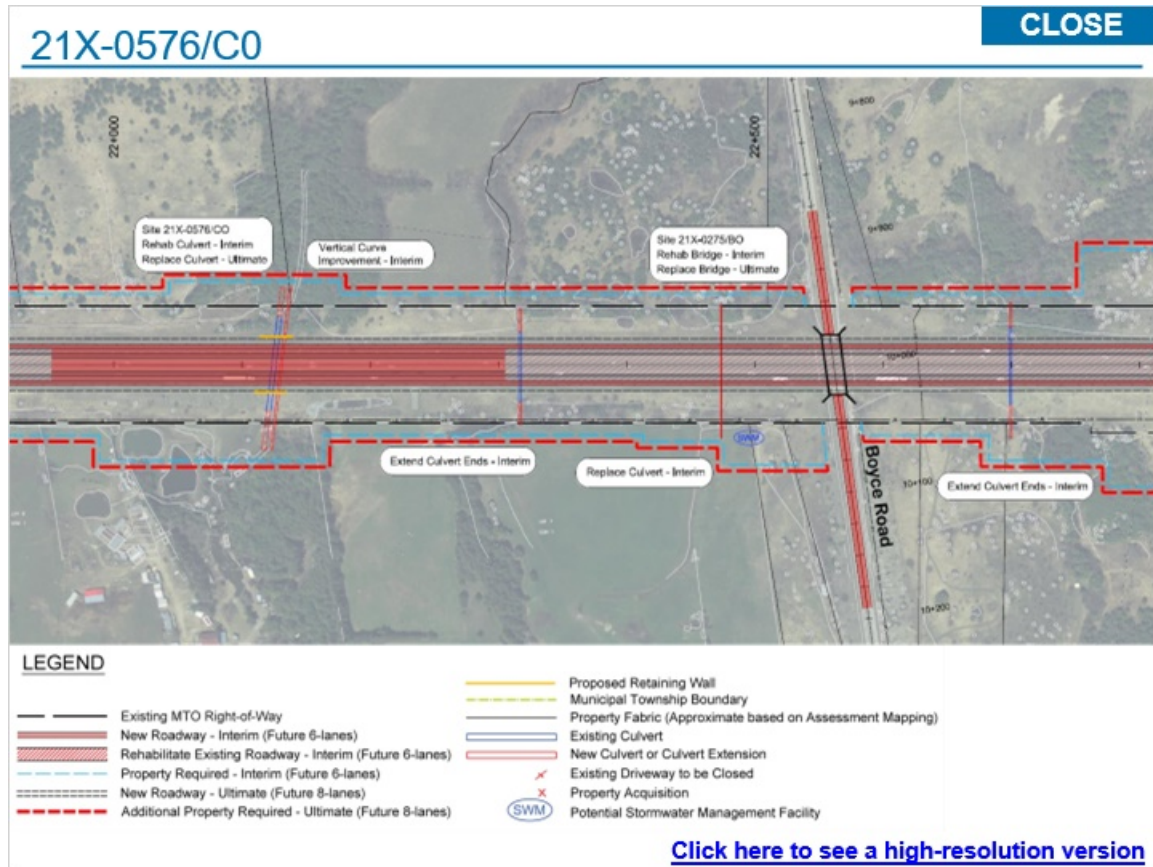 21X-0576/C0
CLOSE
22+000
22+500
9+800
9+900
Site 21X-0576/CO
Rehab Culvert - Interim
Replace Culvert - Ultimate
Vertical Curve
Improvement - Interim
Site 21X-0275/BO
Rehab Bridge - Interim
Replace Bridge - Ultimate
10+000
Extend Culvert Ends - Interim
Replace Culvert - Interim
SWM
Boyce Road
10+100
Extend Culvert Ends - Interim
10+200
LEGEND
Existing MTO Right-of-Way
New Roadway - Interim (Future 6-lanes)
Rehabilitate Existing Roadway - Interim (Future 6-lanes)
Property Required - Interim (Future 6-lanes)
New Roadway - Ultimate (Future 8-lanes)
Additional Property Required - Ultimate (Future 8-lanes)
Proposed Retaining Wall
Municipal Township Boundary
Property Fabric (Approximate based on Assessment Mapping)
Existing Culvert
New Culvert or Culvert Extension
Existing Driveway to be Closed
Property Acquisition
SWM
Potential Stormwater Management Facility
Click here to see a high-resolution version